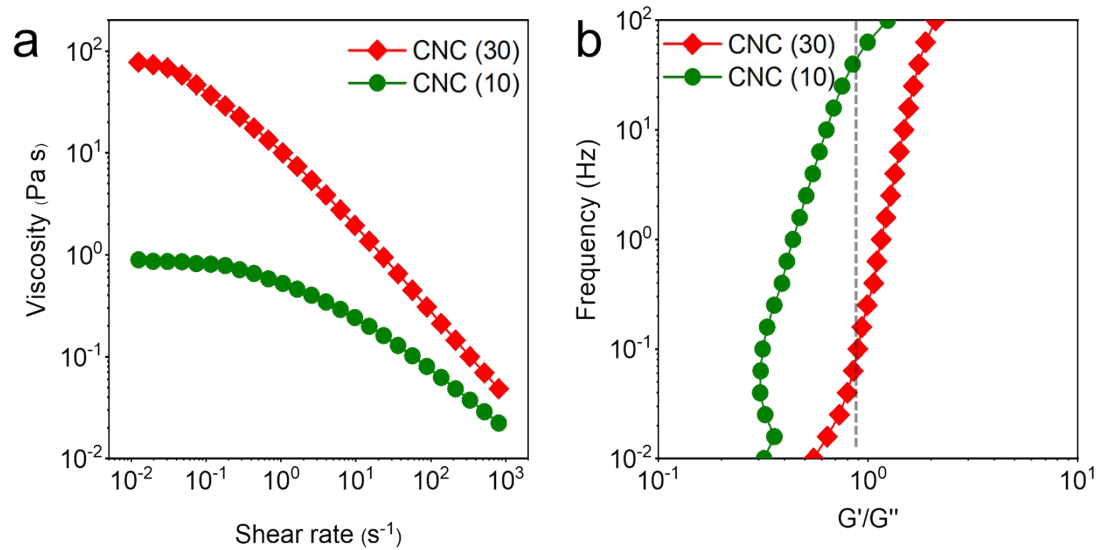 a
Viscosity (Pa s)
10²
10¹
10⁰
10⁻¹
10⁻²
CNC (30)
CNC (10)
10⁻² 10⁻¹ 10⁰ 10¹ 10² 10³
Shear rate (s⁻¹)
b
Frequency (Hz)
10²
10¹
10⁰
10⁻¹
10⁻²
CNC (30)
CNC (10)
10⁻¹ 10⁰ 10¹
G'/G''